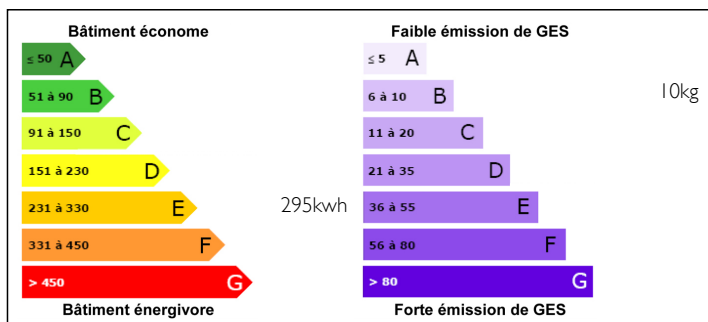 Bâtiment économe
≤ 50 A
51 à 90 B
91 à 150 C
151 à 230 D
231 à 330 E
295kwh
331 à 450 F
> 450 G
Bâtiment énergivore
Faible émission de GES
≤ 5 A
6 à 10 B
10kg
11 à 20 C
21 à 35 D
36 à 55 E
56 à 80 F
> 80 G
Forte émission de GES